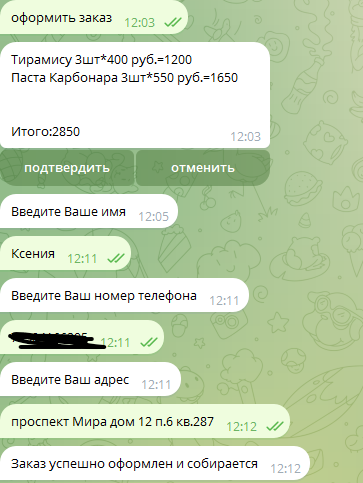 оформить заказ 12:03
Тирамису 3шт*400 руб.=1200
Паста Карбонара 3шт*550 руб.=1650
Итого:2850
12:03
подтвердить отменить
Введите Ваше имя 12:05
Ксения 12:11
Введите Ваш номер телефона 12:11
12:11
Введите Ваш адрес 12:11
проспект Мира дом 12 п.6 кв.287 12:12
Заказ успешно оформлен и собирается 12:12